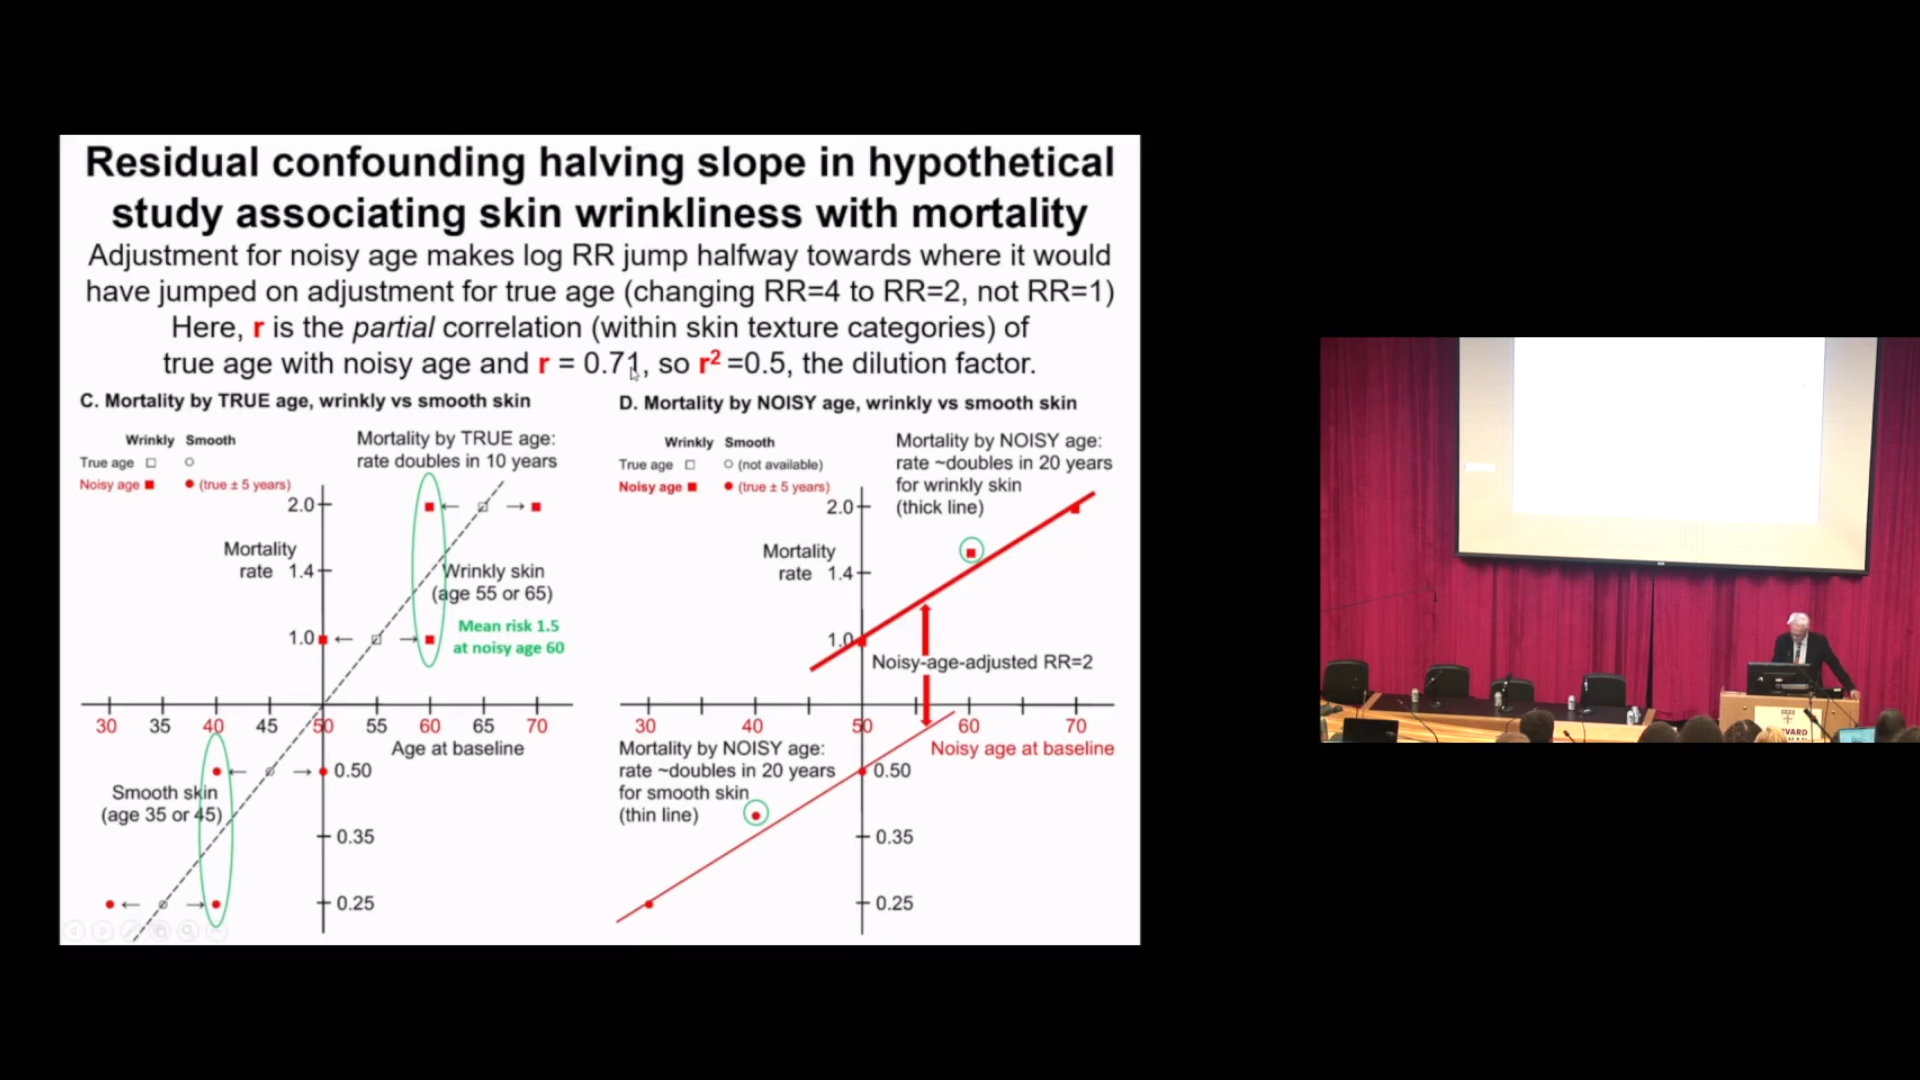 Residual confounding halving slope in hypothetical
study associating skin wrinkliness with mortality
Adjustment for noisy age makes log RR jump halfway towards where it would
have jumped on adjustment for true age (changing RR=4 to RR=2, not RR=1)
Here, r is the partial correlation (within skin texture categories) of
true age with noisy age and r = 0.71, so r² =0.5, the dilution factor.
C. Mortality by TRUE age, wrinkly vs smooth skin
Wrinkly Smooth
True age
Noisy age (true ± 5 years)
Mortality by TRUE age:
rate doubles in 10 years
2.0
Mortality
rate 1.4
Wrinkly skin
(age 55 or 65)
1.0
Mean risk 1.5
at noisy age 60
30 35 40 45 50 55 60 65 70
Age at baseline
0.50
Smooth skin
(age 35 or 45)
0.35
0.25
D. Mortality by NOISY age, wrinkly vs smooth skin
Wrinkly Smooth
True age (not available)
Noisy age (true ± 5 years)
Mortality by NOISY age:
rate ~doubles in 20 years
for wrinkly skin
(thick line)
2.0
Mortality
rate 1.4
1.0
Noisy-age-adjusted RR=2
30 40 50 60 70
Noisy age at baseline
Mortality by NOISY age:
rate ~doubles in 20 years
for smooth skin
(thin line)
0.50
0.35
0.25